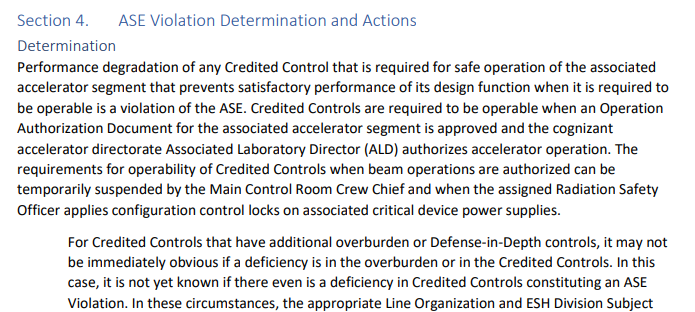 Section 4. ASE Violation Determination and Actions
Determination
Performance degradation of any Credited Control that is required for safe operation of the associated
accelerator segment that prevents satisfactory performance of its design function when it is required to
be operable is a violation of the ASE. Credited Controls are required to be operable when an Operation
Authorization Document for the associated accelerator segment is approved and the cognizant
accelerator directorate Associated Laboratory Director (ALD) authorizes accelerator operation. The
requirements for operability of Credited Controls when beam operations are authorized can be
temporarily suspended by the Main Control Room Crew Chief and when the assigned Radiation Safety
Officer applies configuration control locks on associated critical device power supplies.
For Credited Controls that have additional overburden or Defense-in-Depth controls, it may not
be immediately obvious if a deficiency is in the overburden or in the Credited Controls. In this
case, it is not yet known if there even is a deficiency in Credited Controls constituting an ASE
Violation. In these circumstances, the appropriate Line Organization and ESH Division Subject